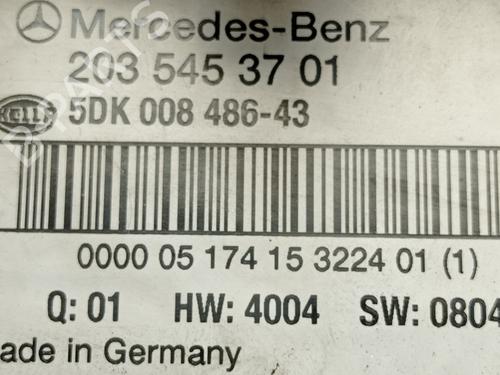 Mercedes-Benz
203 545 37 01
HELLA 5DK 008 486-43
0000 05 174 15 3224 01 (1)
Q: 01 HW: 4004 SW: 0804
ade in Germany